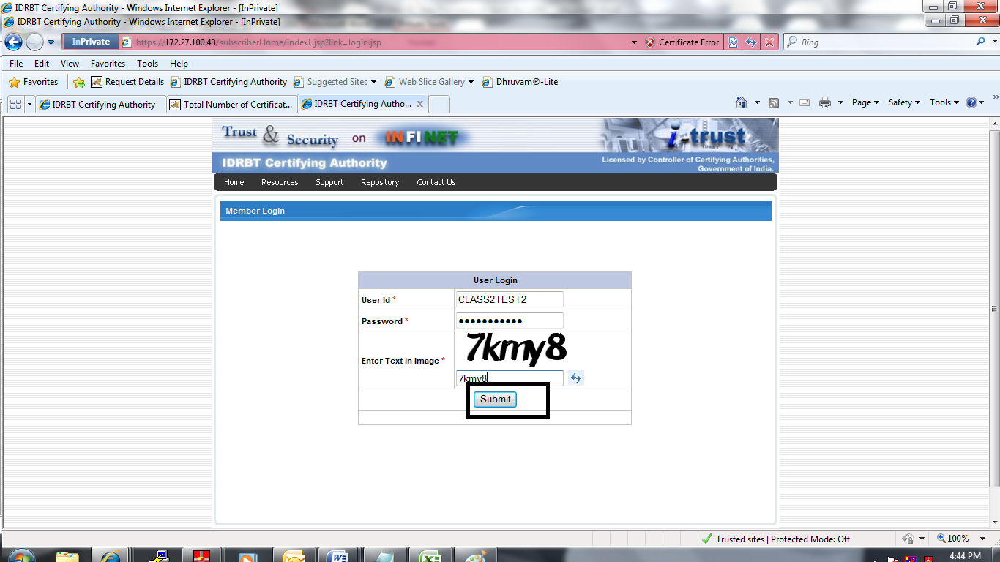 IDRBT Certifying Authority - Windows Internet Explorer - [InPrivate]
IDRBT Certifying Authority - Windows Internet Explorer - [InPrivate]
InPrivate https://172.27.100.43/subscriberHome/index1.jsp?link=login.jsp Certificate Error Bing
File Edit View Favorites Tools Help
Favorites Request Details IDRBT Certifying Authority Suggested Sites Web Slice Gallery Dhruvam®-Lite
IDRBT Certifying Authority Total Number of Certificat... IDRBT Certifying Autho... Page Safety Tools
Trust & Security on INFINET i-trust
IDRBT
IDRBT Certifying Authority Licensed by Controller of Certifying Authorities,
Government of India.
Home Resources Support Repository Contact Us
Member Login
User Login
User Id * CLASS2TEST2
Password *
7kmy8
Enter Text in Image *
7kmy8
Submit
Trusted sites | Protected Mode: Off 100%
4:44 PM